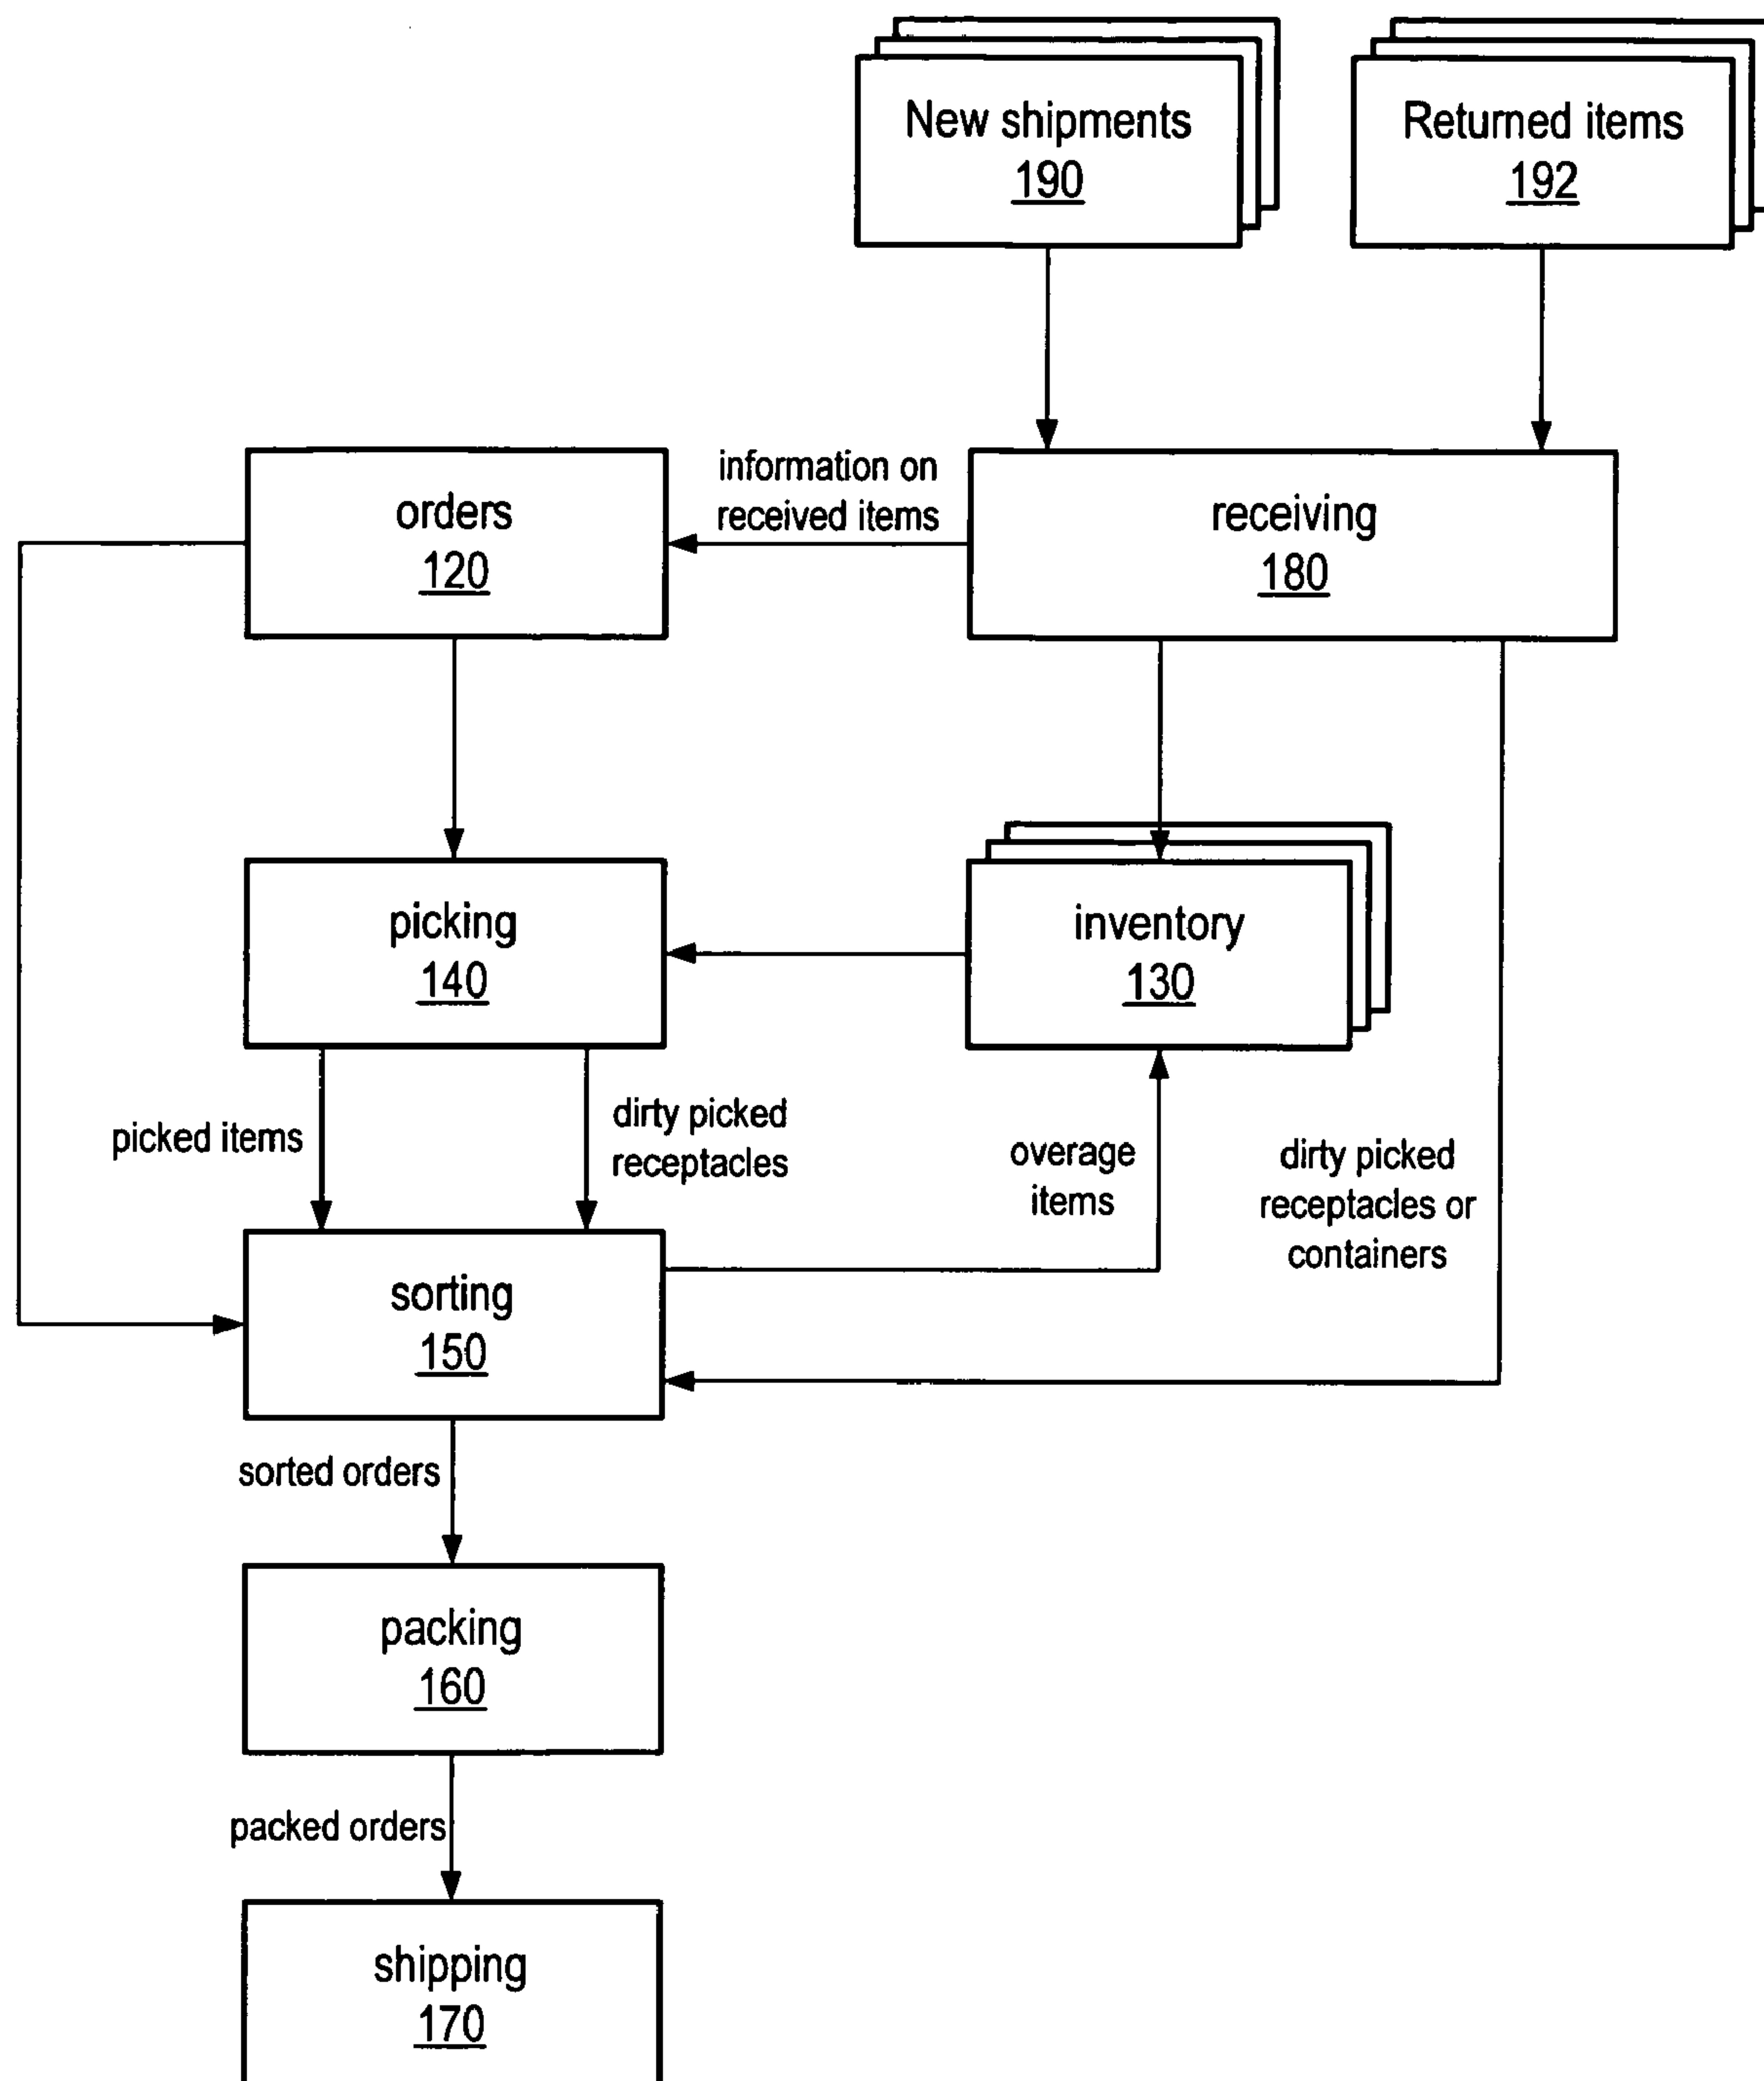 New shipments
190
Returned items
192
orders
120
information on
received items
receiving
180
picking
140
inventory
130
picked items
dirty picked
receptacles
overage
items
dirty picked
receptacles or
containers
sorting
150
sorted orders
packing
160
packed orders
shipping
170